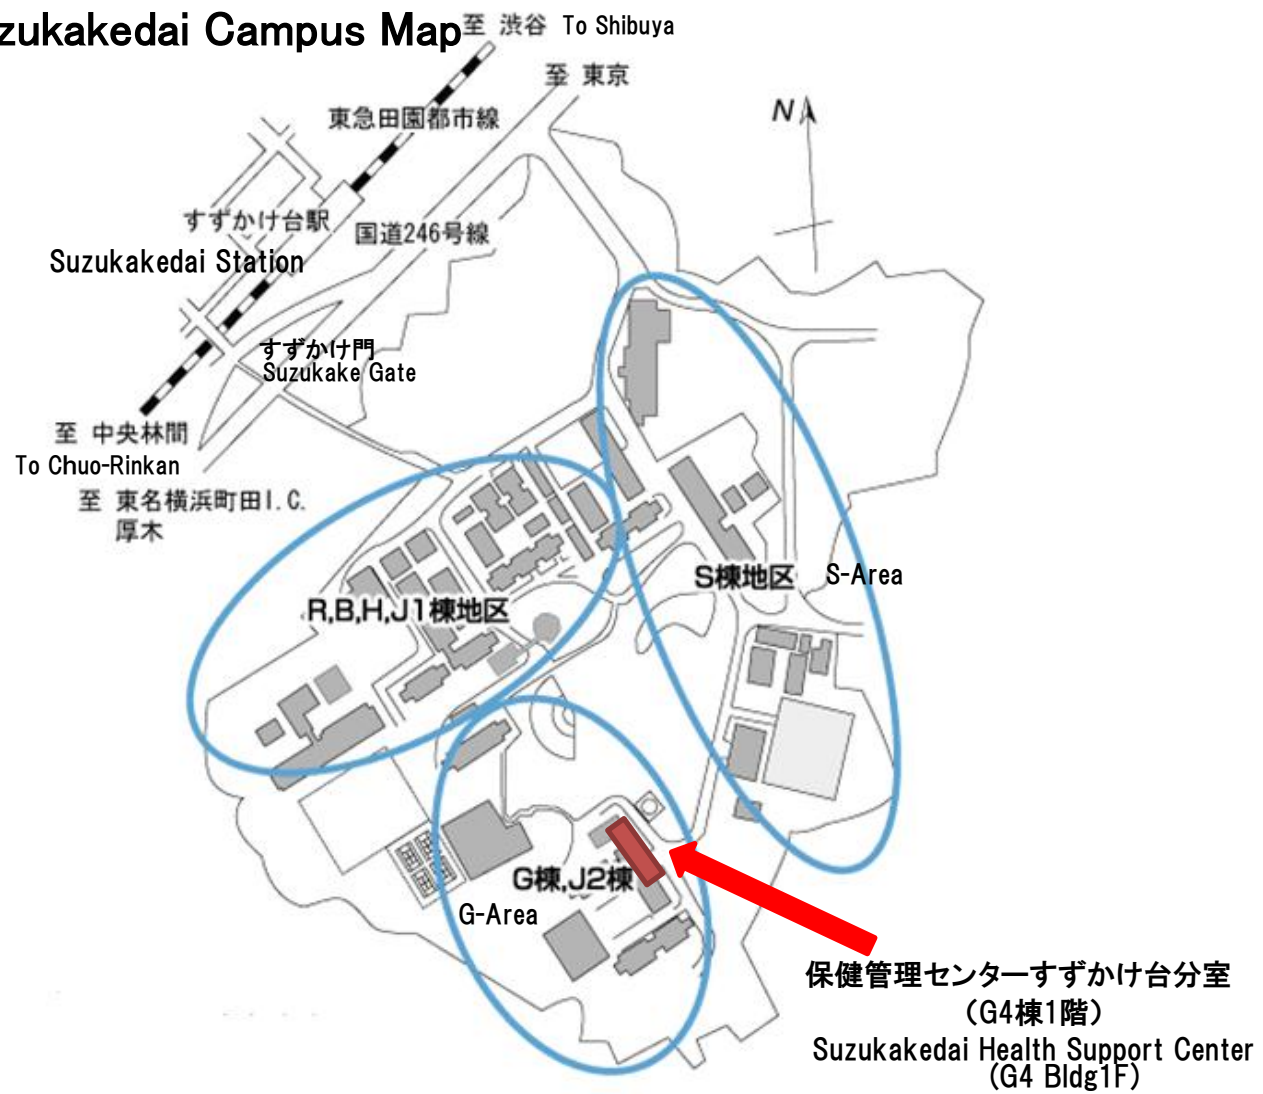 zukakedai Campus Map
至 渋谷 To Shibuya
至 東京
東急田園都市線
N
すずかけ台駅
国道246号線
Suzukakedai Station
すずかけ門
Suzukake Gate
至 中央林間
To Chuo-Rinkan
至 東名横浜町田I.C.
厚木
S棟地区 S-Area
R,B,H,J1棟地区
G棟,J2棟
G-Area
保健管理センターすずかけ台分室
（G4棟1階）
Suzukakedai Health Support Center
(G4 Bldg1F)